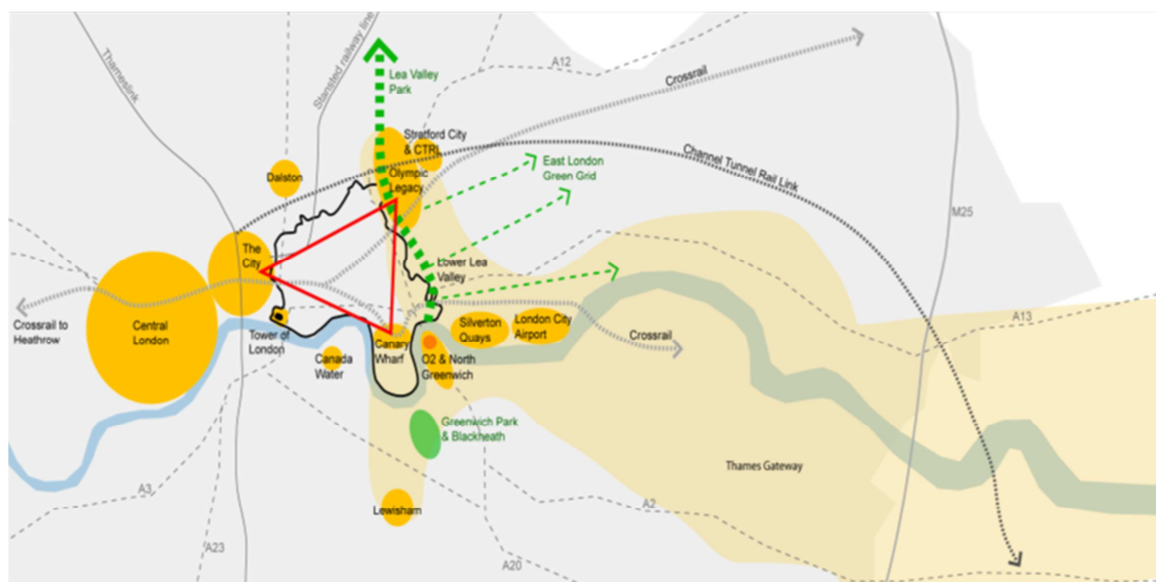 Thameslink
Stansted railway line
Lea Valley
Park
A12
Crossrail
Stratford City
& CTRL
Dalston
Olympic
Legacy
East London
Green Grid
Channel Tunnel Rail Link
M25
The
City
Lower Lea
Valley
Crossrail to
Heathrow
Central
London
Tower of
London
Canada
Water
Canary
Wharf
Silverton
Quays
London City
Airport
O2 & North
Greenwich
Crossrail
A13
Greenwich Park
& Blackheath
Thames Gateway
A3
Lewisham
A2
A23
A20